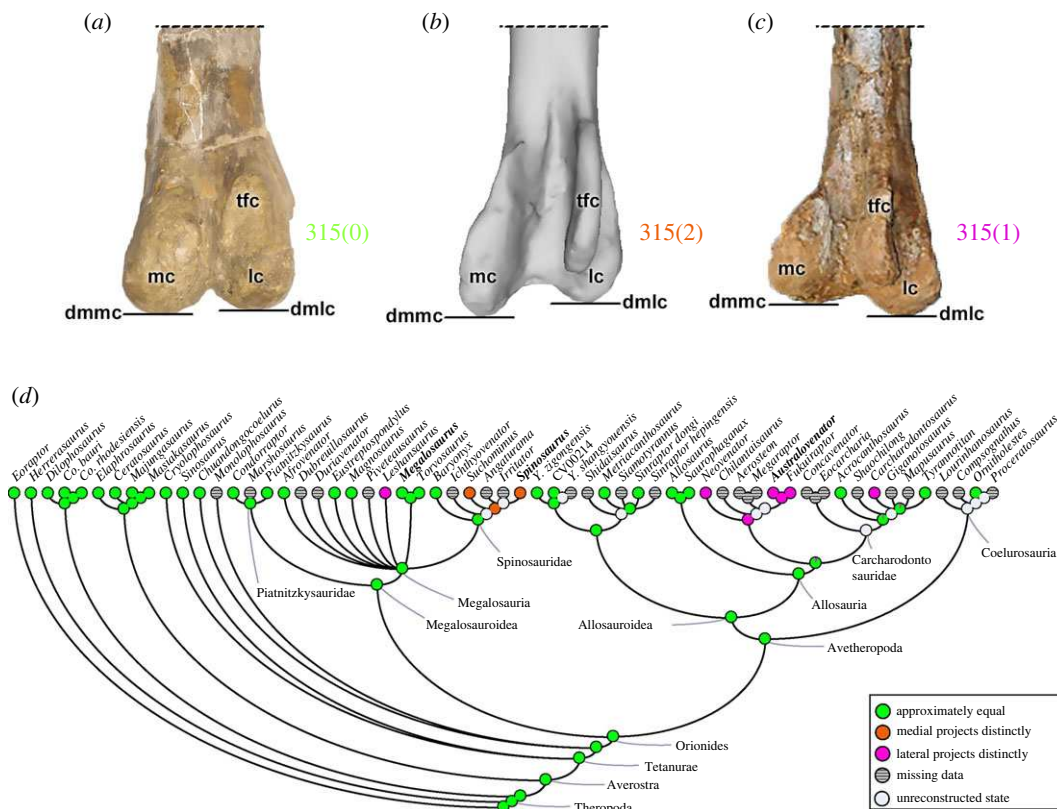 (a)
(b)
(c)
tfc
tfc
tfc
315(0)
315(2)
315(1)
mc
lc
mc
lc
mc
lc
dmmc
dmlc
dmmc
dmlc
dmmc
dmlc
(d)
Eoraptor
Herrerasaurus
Dilophosaurus
Co. bauri
Co. rhodesiensis
Elaphrosaurus
Ceratosaurus
Majungasaurus
Masiakasaurus
Cryolophosaurus
Sinosaurus
Chuandongocoelurus
Monolophosaurus
Condorraptor
Marshosaurus
Piatnitzkysaurus
Afrovenator
Dubreuillosaurus
Duriavenator
Eustreptospondylus
Magnosaurus
Piveteausaurus
Leshansaurus
Megalosaurus
Torvosaurus
Baryonyx
Ichthyovenator
Suchomimus
Angaturama
Irritator
Spinosaurus
Y. zigongensis
CV00214
Y. shangyouensis
Shidaisaurus
Metriacanthosaurus
Siamotyrannus
Sinraptor dongi
Sinraptor hepingensis
Allosaurus
Saurophaganax
Neovenator
Chilantaisaurus
Aerosteon
Megaraptor
Australovenator
Fukuiraptor
Concavenator
Eocarcharia
Acrocanthosaurus
Shaochilong
Carcharodontosaurus
Giganotosaurus
Mapusaurus
Tyrannotitan
Lourinhanosaurus
Compsognathus
Ornitholestes
Proceratosaurus
Piatnitzkysauridae
Megalosauroidea
Megalosauria
Spinosauridae
Allosauroidea
Allosauria
Carcharodonto
sauridae
Coelurosauria
Avetheropoda
Orionides
Tetanurae
Averostra
Theropoda
approximately equal
medial projects distinctly
lateral projects distinctly
missing data
unreconstructed state